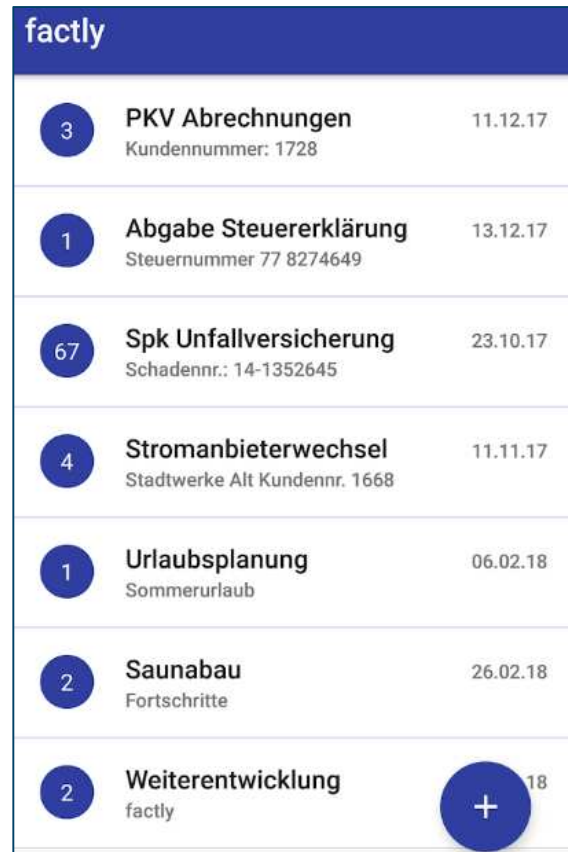 factly
3 PKV Abrechnungen 11.12.17
Kundennummer: 1728
1 Abgabe Steuererklärung 13.12.17
Steuernummer 77 8274649
67 Spk Unfallversicherung 23.10.17
Schadennr.: 14-1352645
4 Stromanbieterwechsel 11.11.17
Stadtwerke Alt Kundennr. 1668
1 Urlaubsplanung 06.02.18
Sommerurlaub
2 Saunabau 26.02.18
Fortschritte
2 Weiterentwicklung 18
factly
+